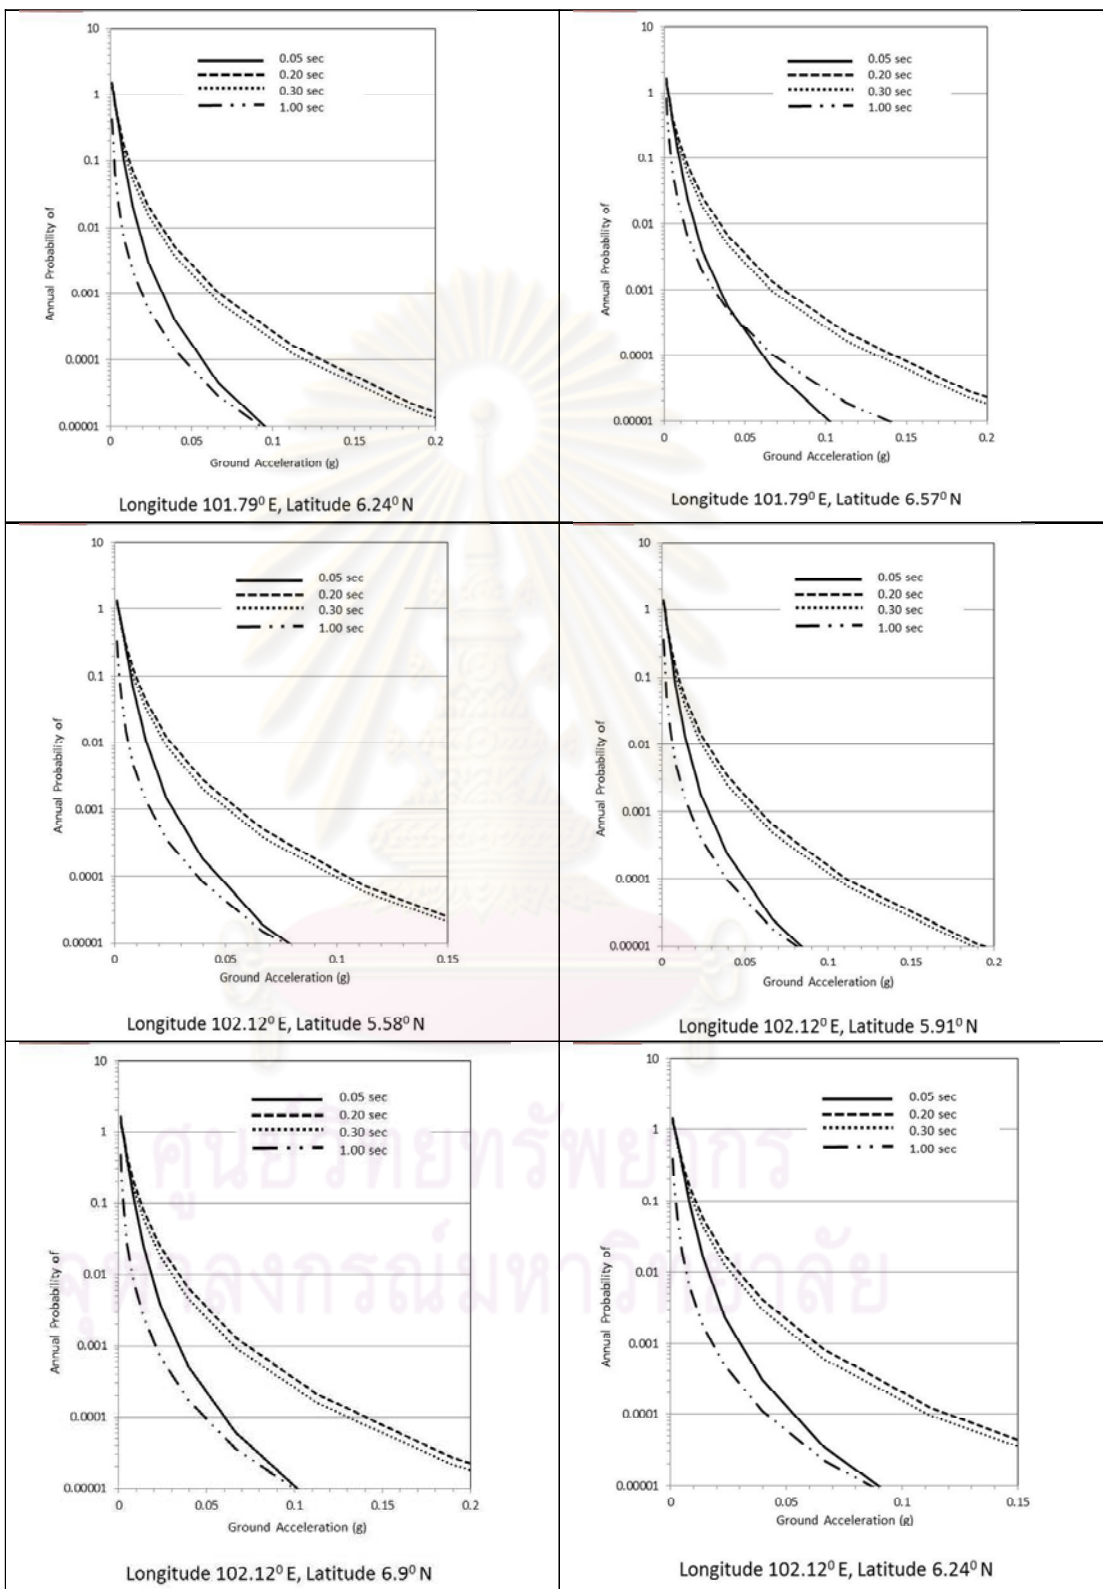 10
1
0.1
0.01
0.001
0.0001
0.00001
Annual Probability of
0.05 sec
0.20 sec
0.30 sec
1.00 sec
0 0.05 0.1 0.15 0.2
Ground Acceleration (g)
Longitude 101.79⁰ E, Latitude 6.24⁰ N
10
1
0.1
0.01
0.001
0.0001
0.00001
Annual Probability of
0.05 sec
0.20 sec
0.30 sec
1.00 sec
0 0.05 0.1 0.15 0.2
Ground Acceleration (g)
Longitude 101.79⁰ E, Latitude 6.57⁰ N
10
1
0.1
0.01
0.001
0.0001
0.00001
Annual Probability of
0.05 sec
0.20 sec
0.30 sec
1.00 sec
0 0.05 0.1 0.15
Ground Acceleration (g)
Longitude 102.12⁰ E, Latitude 5.58⁰ N
10
1
0.1
0.01
0.001
0.0001
0.00001
Annual Probability of
0.05 sec
0.20 sec
0.30 sec
1.00 sec
0 0.05 0.1 0.15 0.2
Ground Acceleration (g)
Longitude 102.12⁰ E, Latitude 5.91⁰ N
10
1
0.1
0.01
0.001
0.0001
0.00001
Annual Probability of
0.05 sec
0.20 sec
0.30 sec
1.00 sec
0 0.05 0.1 0.15 0.2
Ground Acceleration (g)
Longitude 102.12⁰ E, Latitude 6.9⁰ N
10
1
0.1
0.01
0.001
0.0001
0.00001
Annual Probability of
0.05 sec
0.20 sec
0.30 sec
1.00 sec
0 0.05 0.1 0.15
Ground Acceleration (g)
Longitude 102.12⁰ E, Latitude 6.24⁰ N
ศูนย์วิทยทรัพยากร
จุฬาลงกรณ์มหาวิทยาลัย